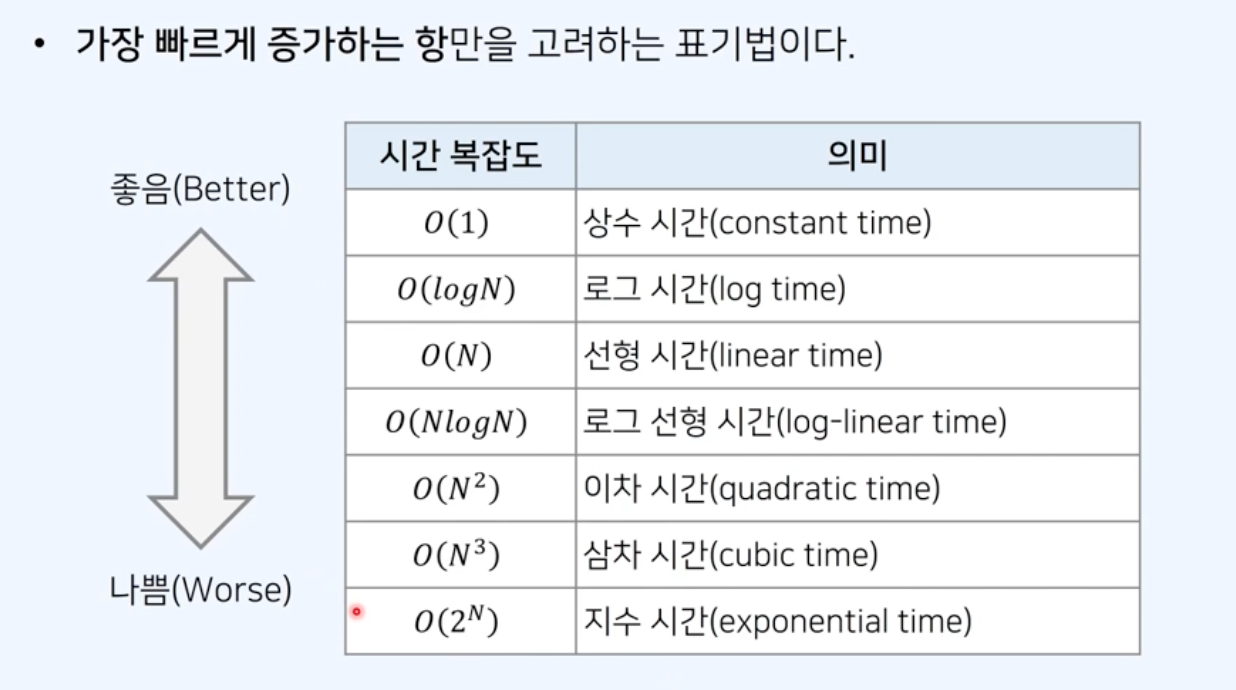 • 가장 빠르게 증가하는 항만을 고려하는 표기법이다.
시간 복잡도 의미
좋음(Better)
O(1) 상수 시간(constant time)
O(logN) 로그 시간(log time)
O(N) 선형 시간(linear time)
O(NlogN) 로그 선형 시간(log-linear time)
O(N²) 이차 시간(quadratic time)
O(N³) 삼차 시간(cubic time)
나쁨(Worse)
O(2ᴺ) 지수 시간(exponential time)